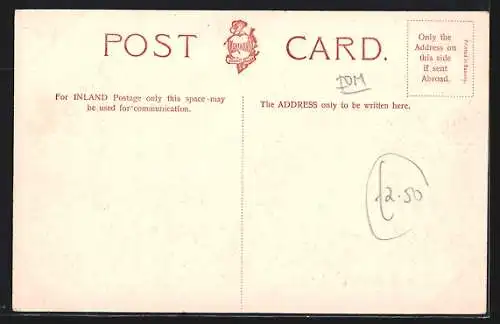 POST CARD.
Only the
Address on
this side
if sent
Abroad.
IOM
For INLAND Postage only this space may
be used for communication.
The ADDRESS only to be written here.
£2.50